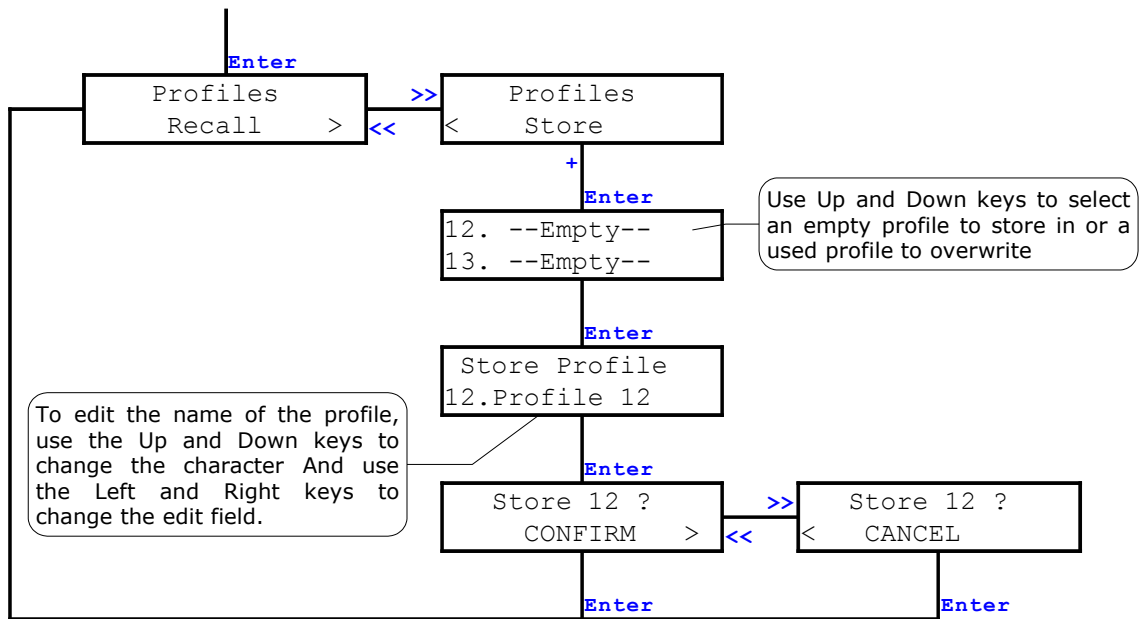 Enter
Profiles
Recall >
>>
<<
Profiles
< Store
+
Enter
12. --Empty--
13. --Empty--
Use Up and Down keys to select
an empty profile to store in or a
used profile to overwrite
Enter
Store Profile
12.Profile 12
To edit the name of the profile,
use the Up and Down keys to
change the character And use
the Left and Right keys to
change the edit field.
Enter
Store 12 ?
CONFIRM >
>>
<<
Store 12 ?
< CANCEL
Enter
Enter